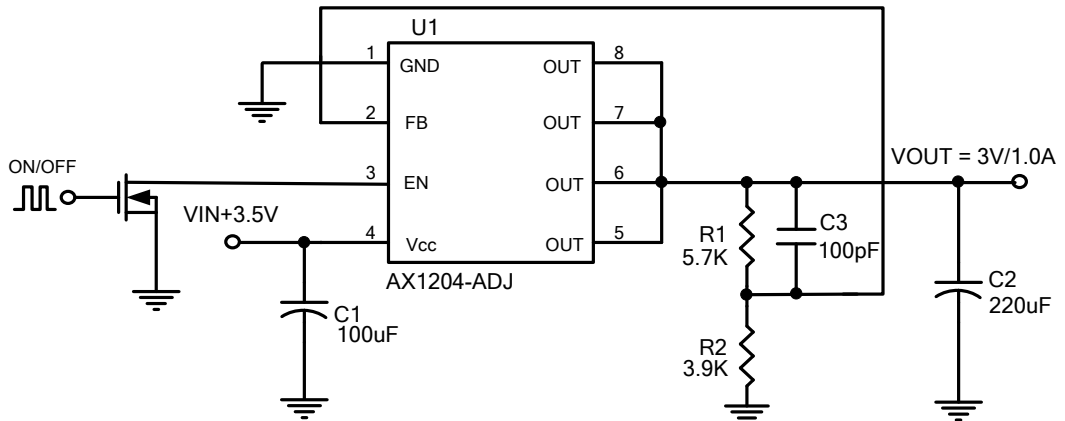 U1
1
GND
OUT
8
2
FB
OUT
7
ON/OFF
3
EN
OUT
6
VOUT = 3V/1.0A
VIN+3.5V
4
Vcc
OUT
5
AX1204-ADJ
R1
5.7K
C3
100pF
C1
100uF
C2
220uF
R2
3.9K